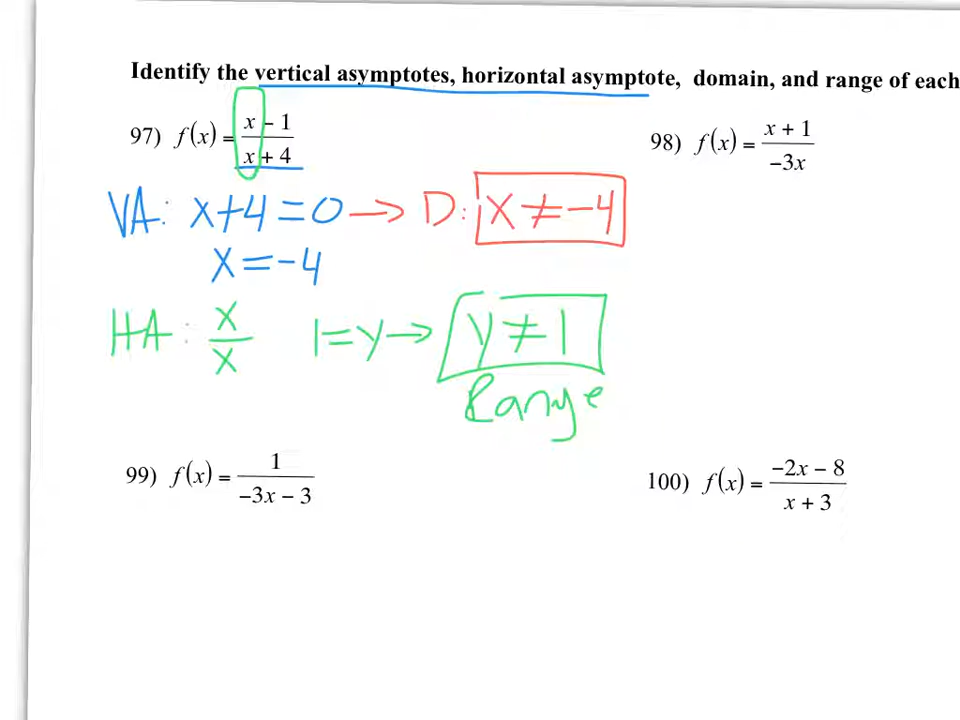 Identify the vertical asymptotes, horizontal asymptote, domain, and range of each
97) f(x) = (x − 1)/(x + 4)
98) f(x) = (x + 1)/(−3x)
VA: x+4=0 → D: x ≠ -4
x = -4
HA: x/x 1=y → y ≠ 1
Range
99) f(x) = 1/(−3x − 3)
100) f(x) = (−2x − 8)/(x + 3)